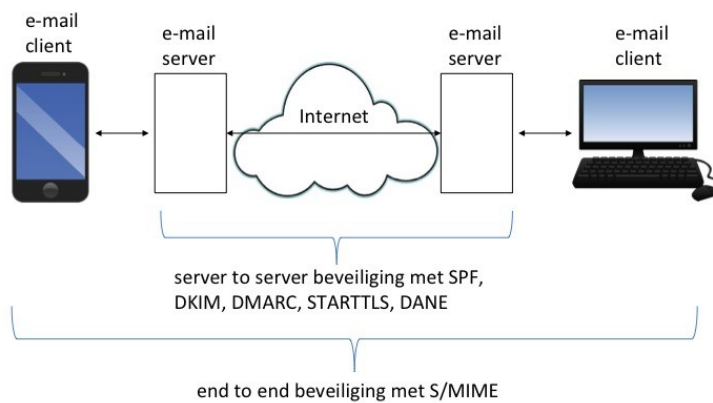 e-mail
client
e-mail
server
e-mail
server
e-mail
client
Internet
server to server beveiliging met SPF,
DKIM, DMARC, STARTTLS, DANE
end to end beveiliging met S/MIME